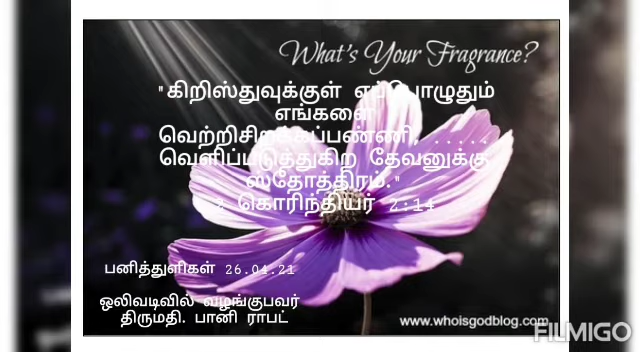 What's Your Fragrance?
"கிறிஸ்துவுக்குள் எப்பொழுதும்
எங்களை
வெற்றிசிறக்கப்பண்ணி, .....
வெளிப்படுத்துகிற தேவனுக்கு
ஸ்தோத்திரம்."
2 கொரிந்தியர் 2:14
பனித்துளிகள் 26.04.21
ஒலிவடிவில் வழங்குபவர்
திருமதி. பானி ராபட்
www.whoisgodblog.com
FILMIGO